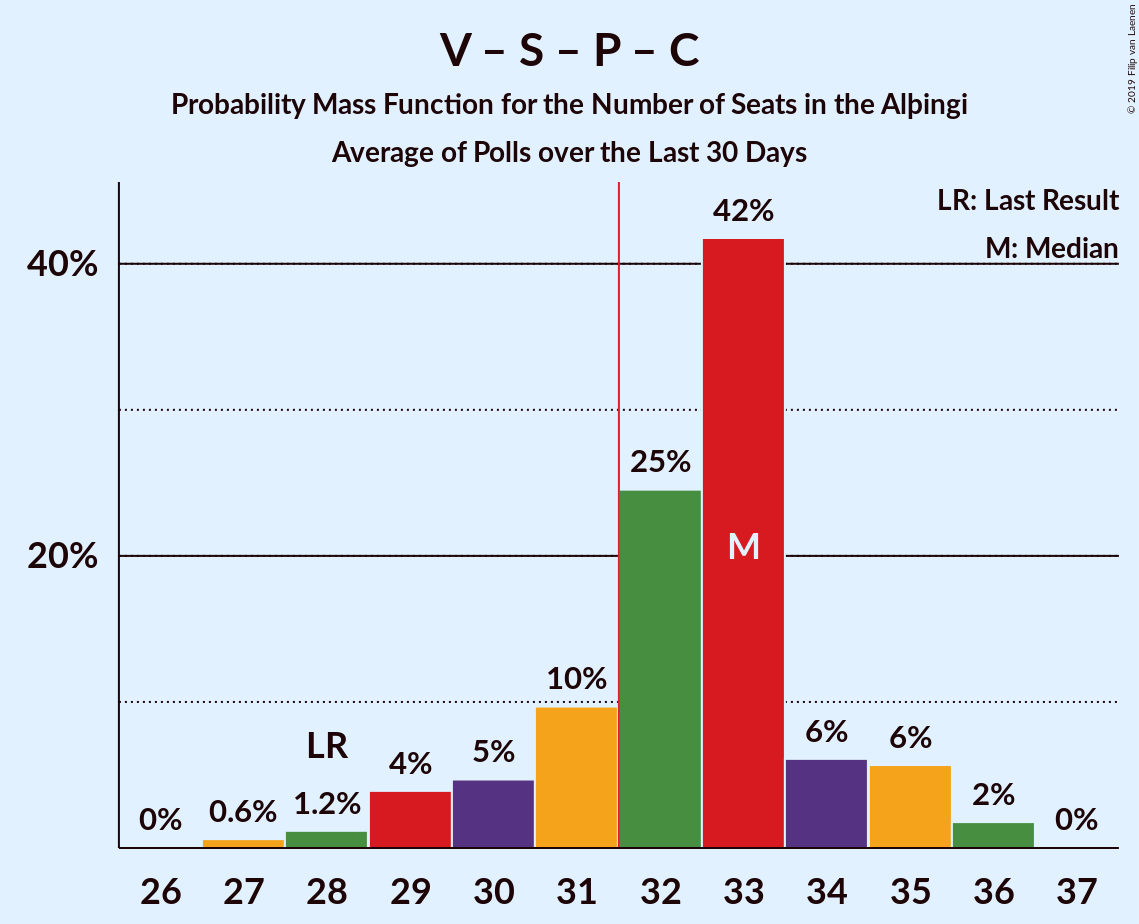 V – S – P – C
Probability Mass Function for the Number of Seats in the Alþingi
Average of Polls over the Last 30 Days
© 2019 Filip van Laenen
LR: Last Result
M: Median
40%
20%
0%
0.6%
LR
1.2%
4%
5%
10%
25%
42%
M
6%
6%
2%
0%
26 27 28 29 30 31 32 33 34 35 36 37